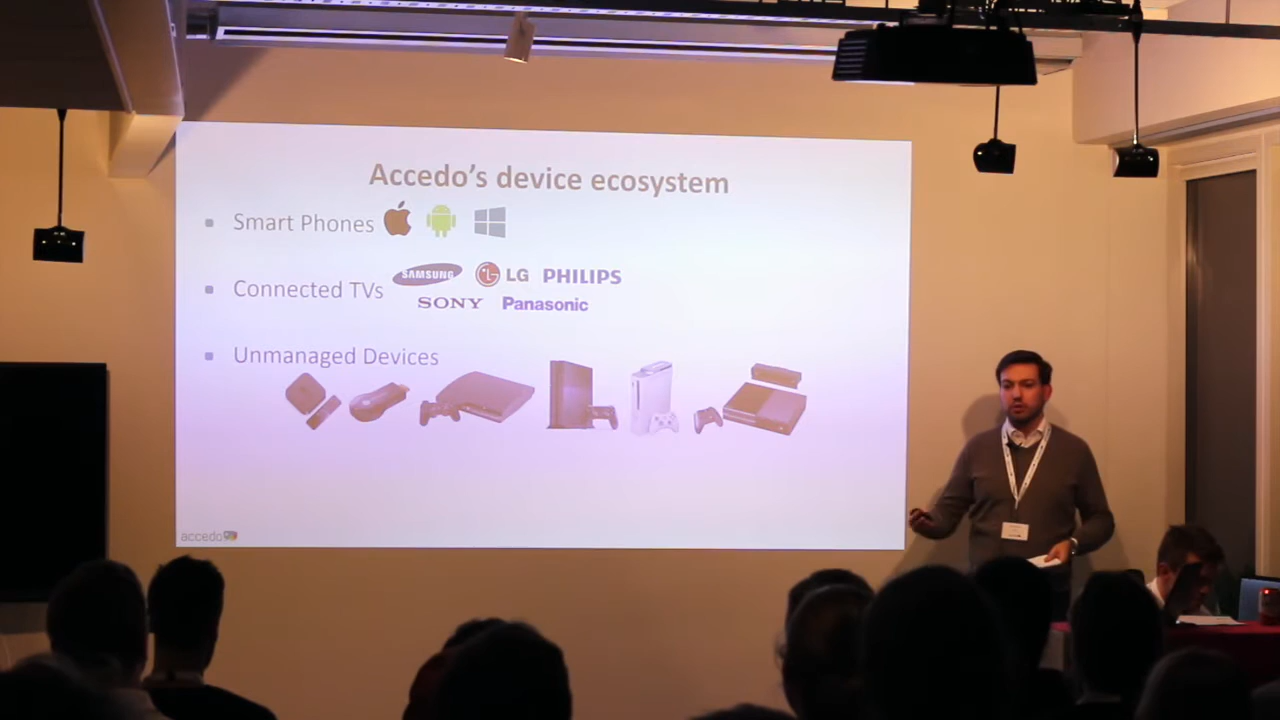 Accedo's device ecosystem
Smart Phones
Connected TVs
SAMSUNG LG PHILIPS
SONY Panasonic
Unmanaged Devices
accedo